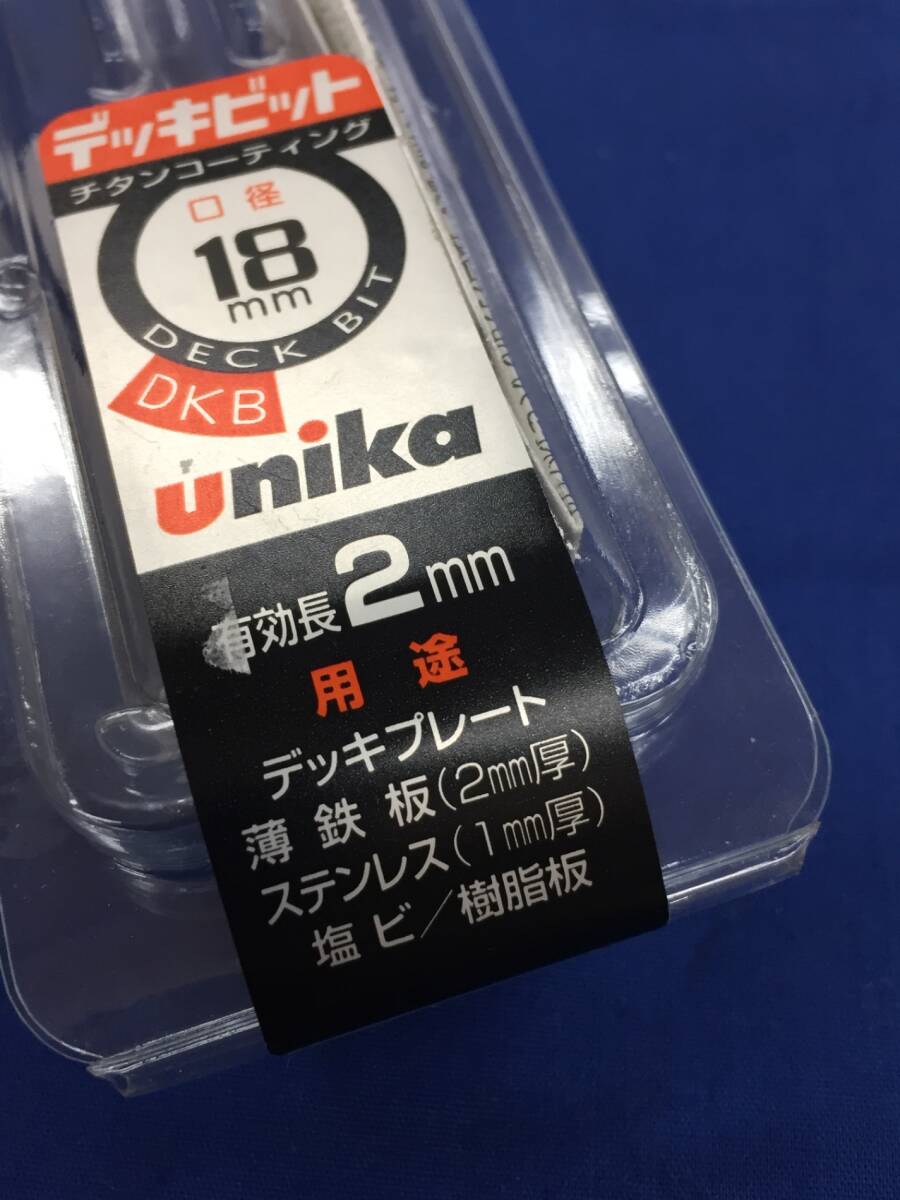 デッキビット
チタンコーティング
口径
18
mm
DECK BIT
DKB
unika
有効長2mm
用途
デッキプレート
薄鉄板(2mm厚)
ステンレス(1mm厚)
塩ビ/樹脂板